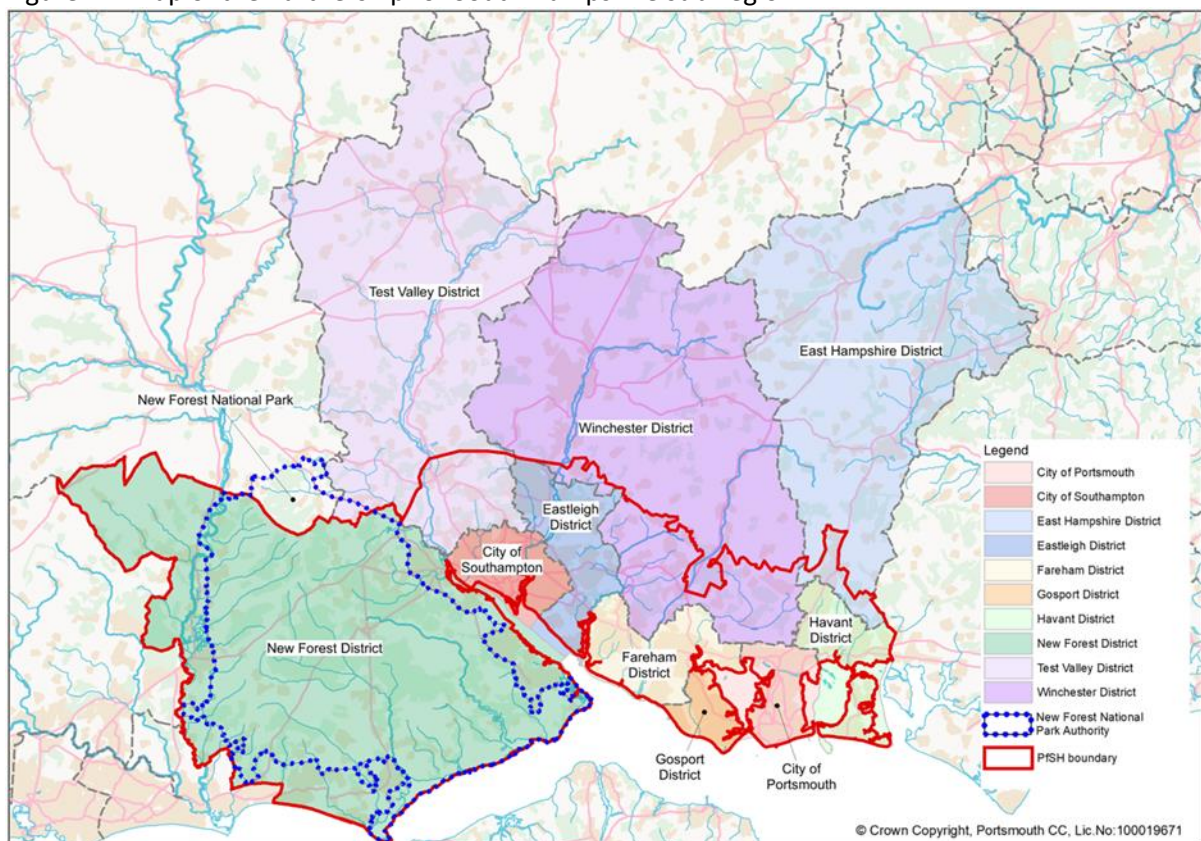 Test Valley District
East Hampshire District
New Forest National Park
Winchester District
Eastleigh
District
City of
Southampton
Havant
District
New Forest District
Fareham
District
Gosport
District
City of
Portsmouth
Legend
City of Portsmouth
City of Southampton
East Hampshire District
Eastleigh District
Fareham District
Gosport District
Havant District
New Forest District
Test Valley District
Winchester District
New Forest National
Park Authority
PfSH boundary
© Crown Copyright, Portsmouth CC, Lic.No:100019671